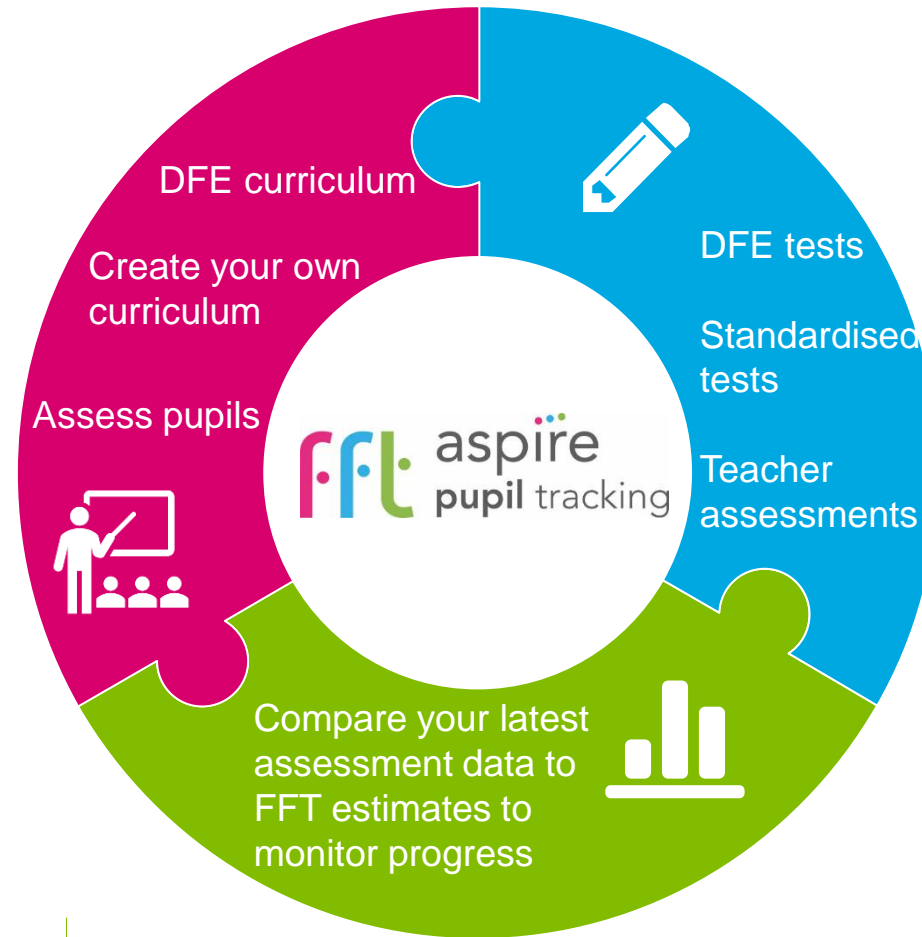 DFE curriculum
Create your own
curriculum
Assess pupils
DFE tests
Standardised
tests
Teacher
assessments
fft aspire
pupil tracking
Compare your latest
assessment data to
FFT estimates to
monitor progress